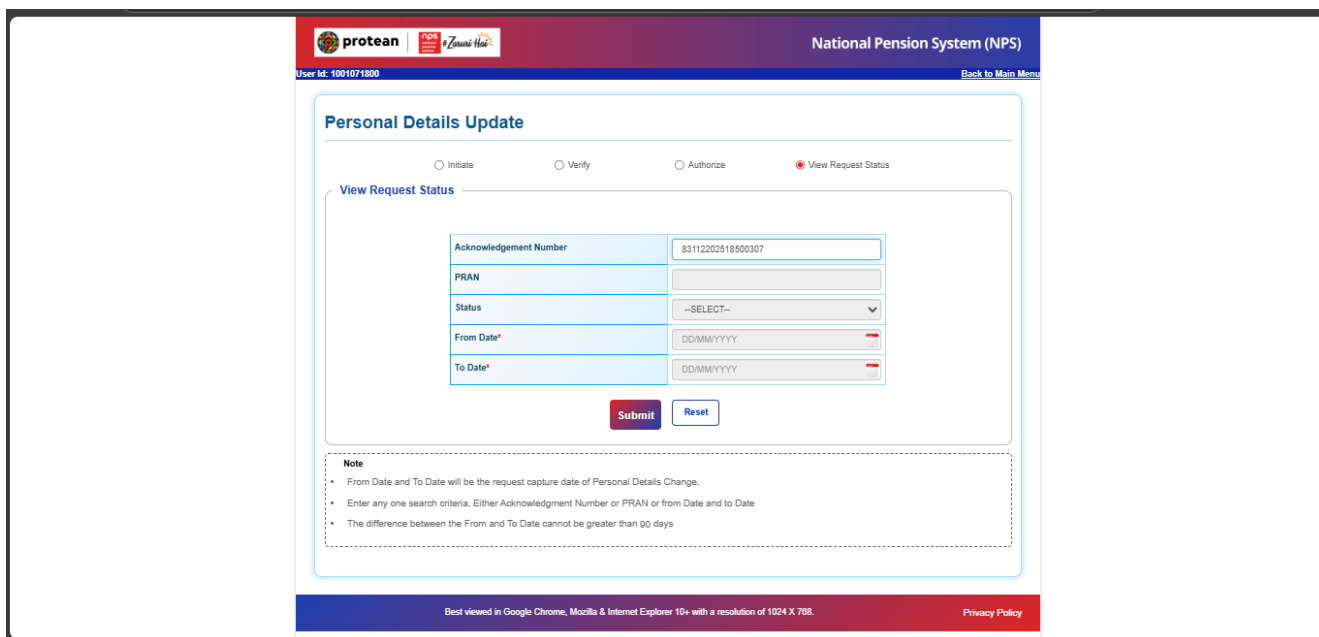 protean
nps
#Zaruri Hai
National Pension System (NPS)
User Id: 1001071800
Back to Main Menu
Personal Details Update
Initiate
Verify
Authorize
View Request Status
View Request Status
Acknowledgement Number
83112202518500307
PRAN
Status
--SELECT--
From Date*
DD/MM/YYYY
To Date*
DD/MM/YYYY
Submit
Reset
Note
• From Date and To Date will be the request capture date of Personal Details Change.
• Enter any one search criteria, Either Acknowledgment Number or PRAN or from Date and to Date
• The difference between the From and To Date cannot be greater than 90 days
Best viewed in Google Chrome, Mozilla & Internet Explorer 10+ with a resolution of 1024 X 768.
Privacy Policy